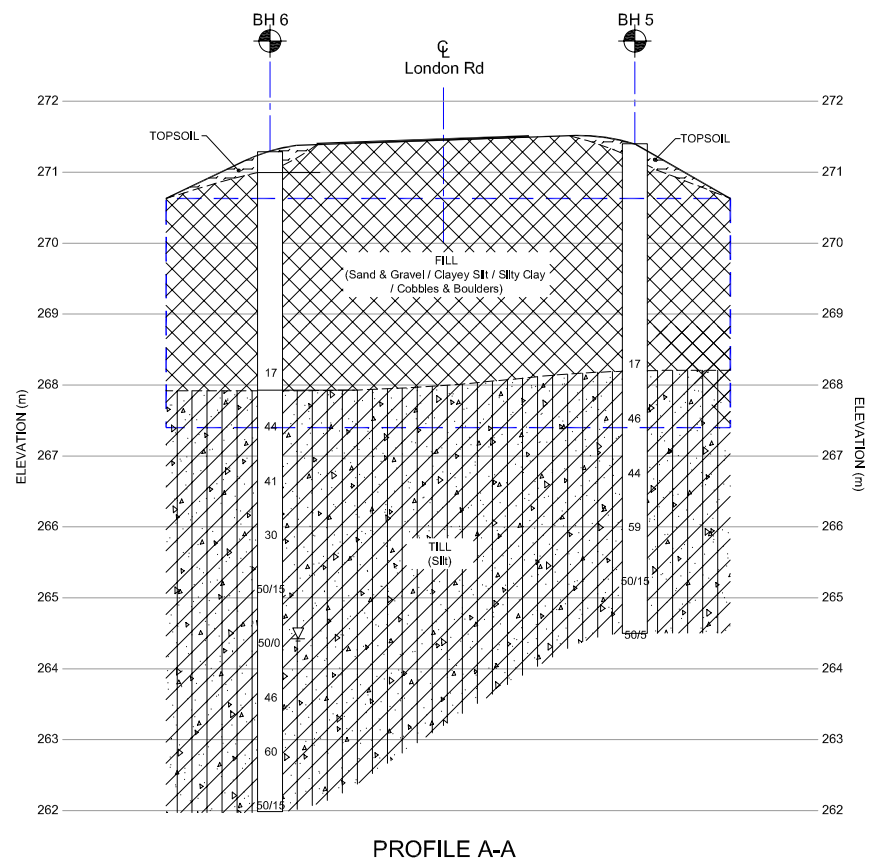 BH 6
BH 5
℄
London Rd
272
272
TOPSOIL
TOPSOIL
271
271
270
270
FILL
(Sand & Gravel / Clayey Silt / Silty Clay
/ Cobbles & Boulders)
269
269
17
17
268
268
44
46
267
267
ELEVATION (m)
ELEVATION (m)
41
44
266
266
30
59
TILL
(Silt)
50/15
50/15
265
265
50/0
50/5
264
264
46
263
263
60
50/15
262
262
PROFILE A-A